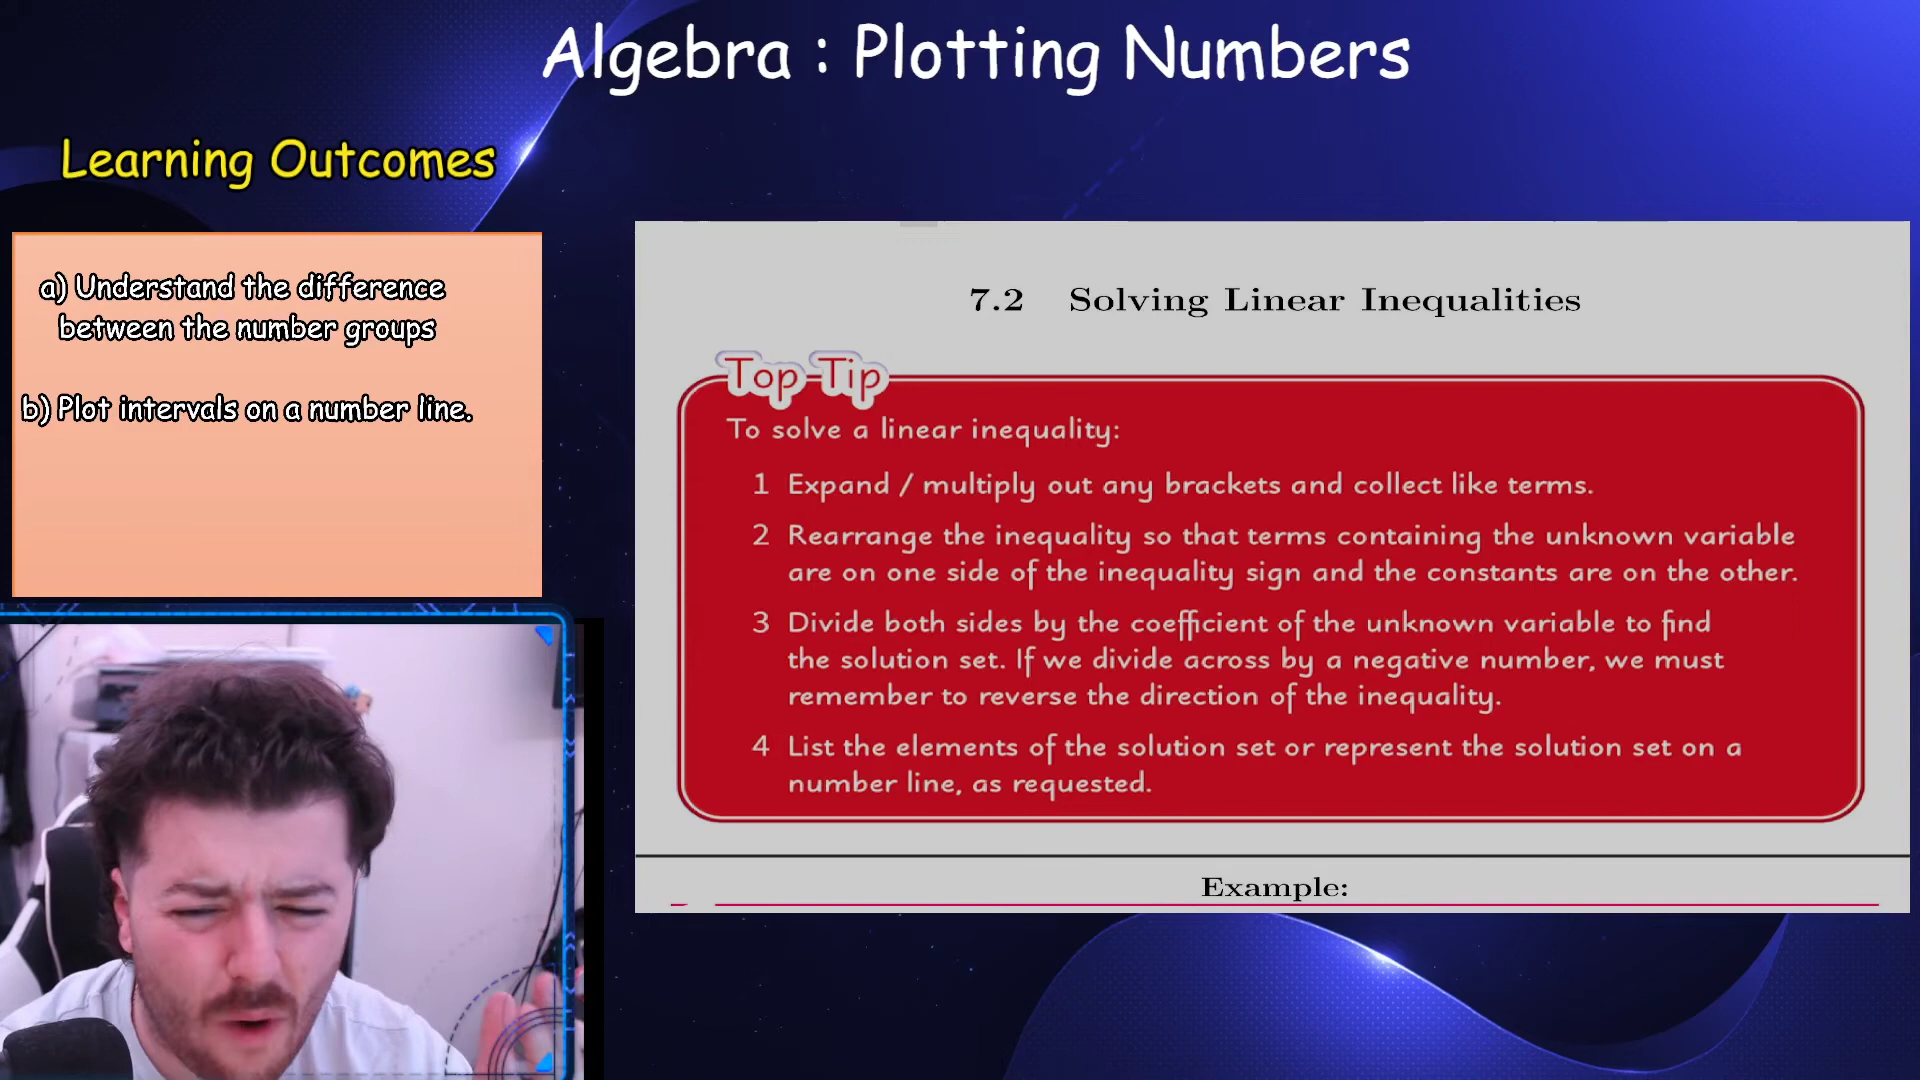 Algebra : Plotting Numbers
Learning Outcomes
a) Understand the difference
between the number groups
b) Plot intervals on a number line.
7.2 Solving Linear Inequalities
Top Tip
To solve a linear inequality:
1 Expand / multiply out any brackets and collect like terms.
2 Rearrange the inequality so that terms containing the unknown variable
are on one side of the inequality sign and the constants are on the other.
3 Divide both sides by the coefficient of the unknown variable to find
the solution set. If we divide across by a negative number, we must
remember to reverse the direction of the inequality.
4 List the elements of the solution set or represent the solution set on a
number line, as requested.
Example: